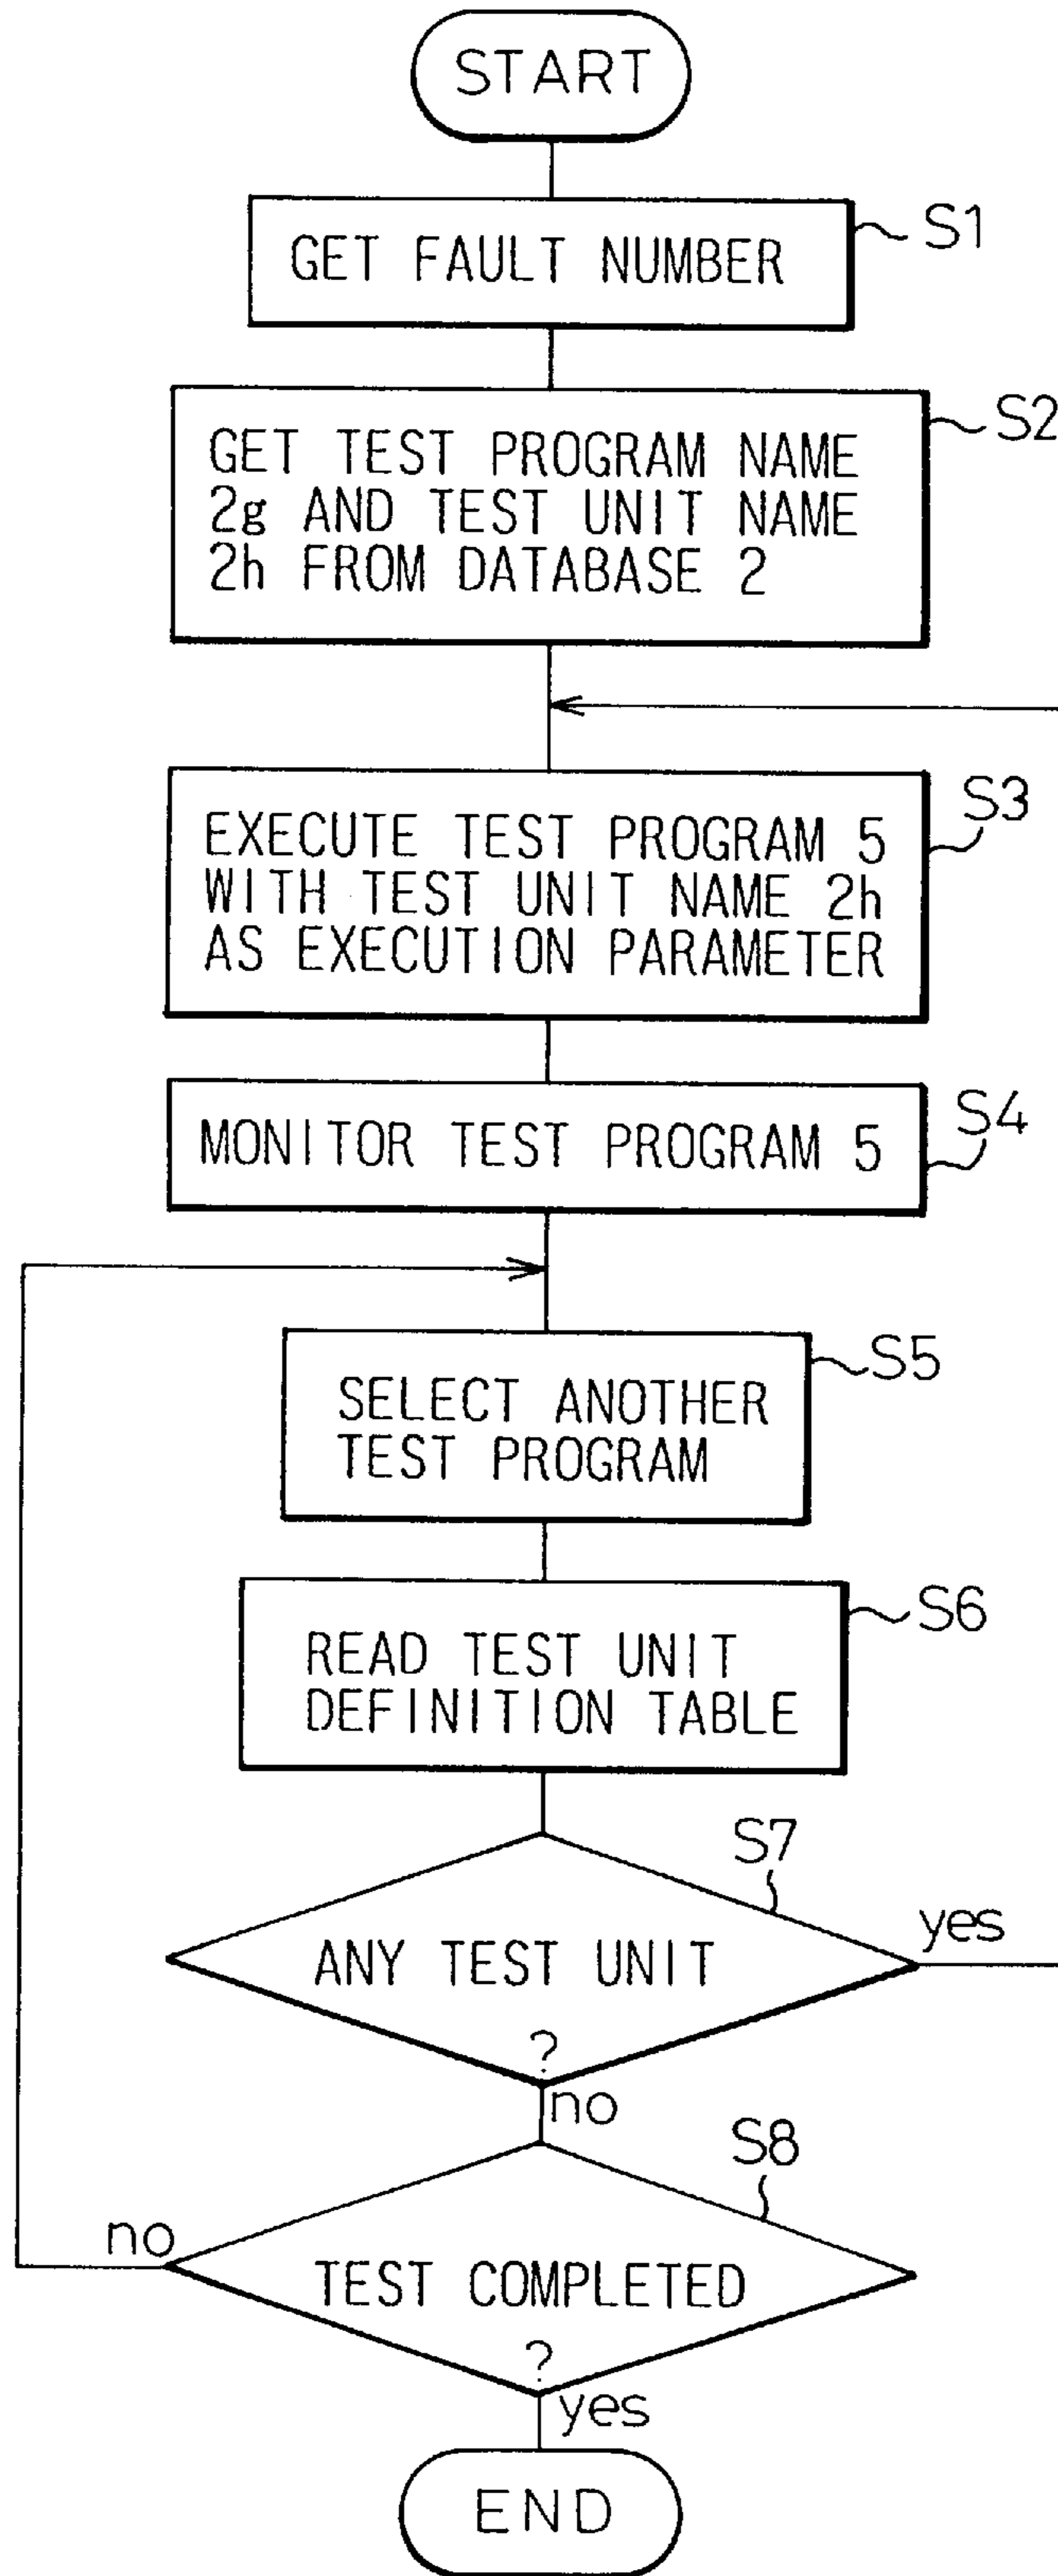 START
GET FAULT NUMBER
S1
GET TEST PROGRAM NAME
2g AND TEST UNIT NAME
2h FROM DATABASE 2
S2
EXECUTE TEST PROGRAM 5
WITH TEST UNIT NAME 2h
AS EXECUTION PARAMETER
S3
MONITOR TEST PROGRAM 5
S4
SELECT ANOTHER
TEST PROGRAM
S5
READ TEST UNIT
DEFINITION TABLE
S6
S7
ANY TEST UNIT
?
yes
no
S8
TEST COMPLETED
?
no
yes
END